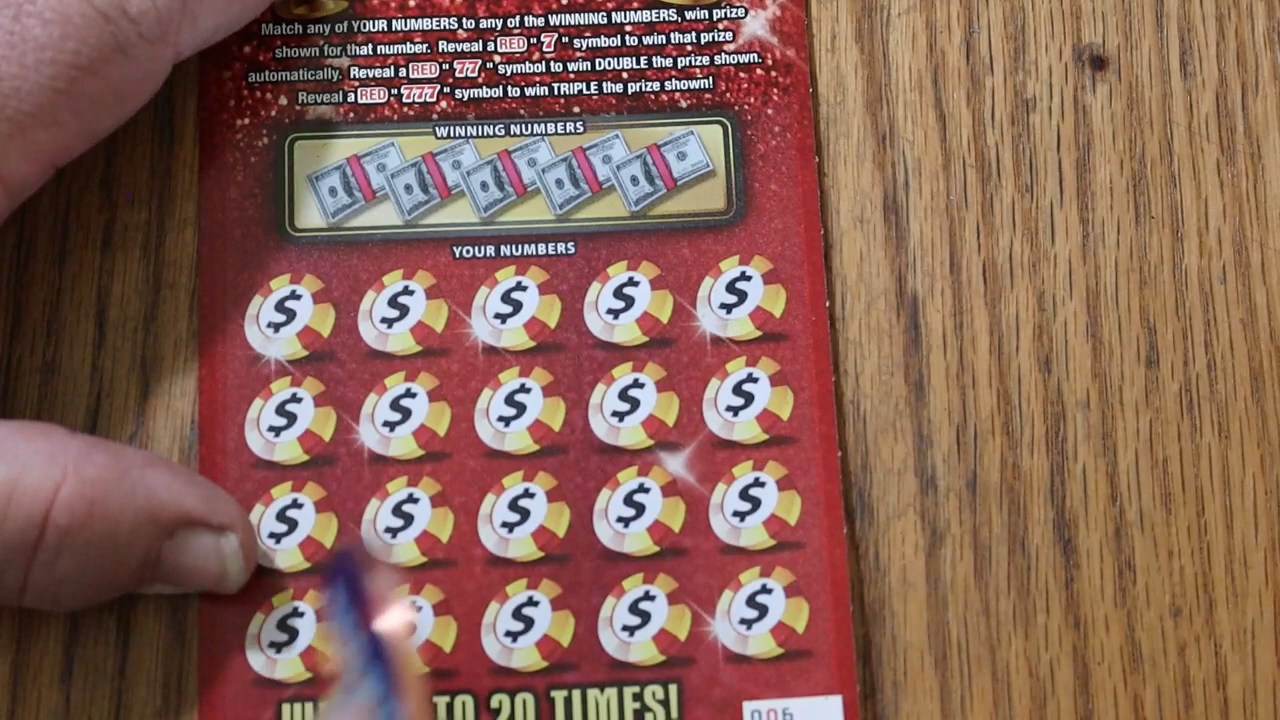 Match any of YOUR NUMBERS to any of the WINNING NUMBERS, win prize
shown for that number. Reveal a RED "7" symbol to win that prize
automatically. Reveal a RED "77" symbol to win DOUBLE the prize shown.
Reveal a RED "777" symbol to win TRIPLE the prize shown!
WINNING NUMBERS
YOUR NUMBERS
$ $ $ $ $
$ $ $ $ $
$ $ $ $ $
$ $ $ $ $
TO 20 TIMES!
006